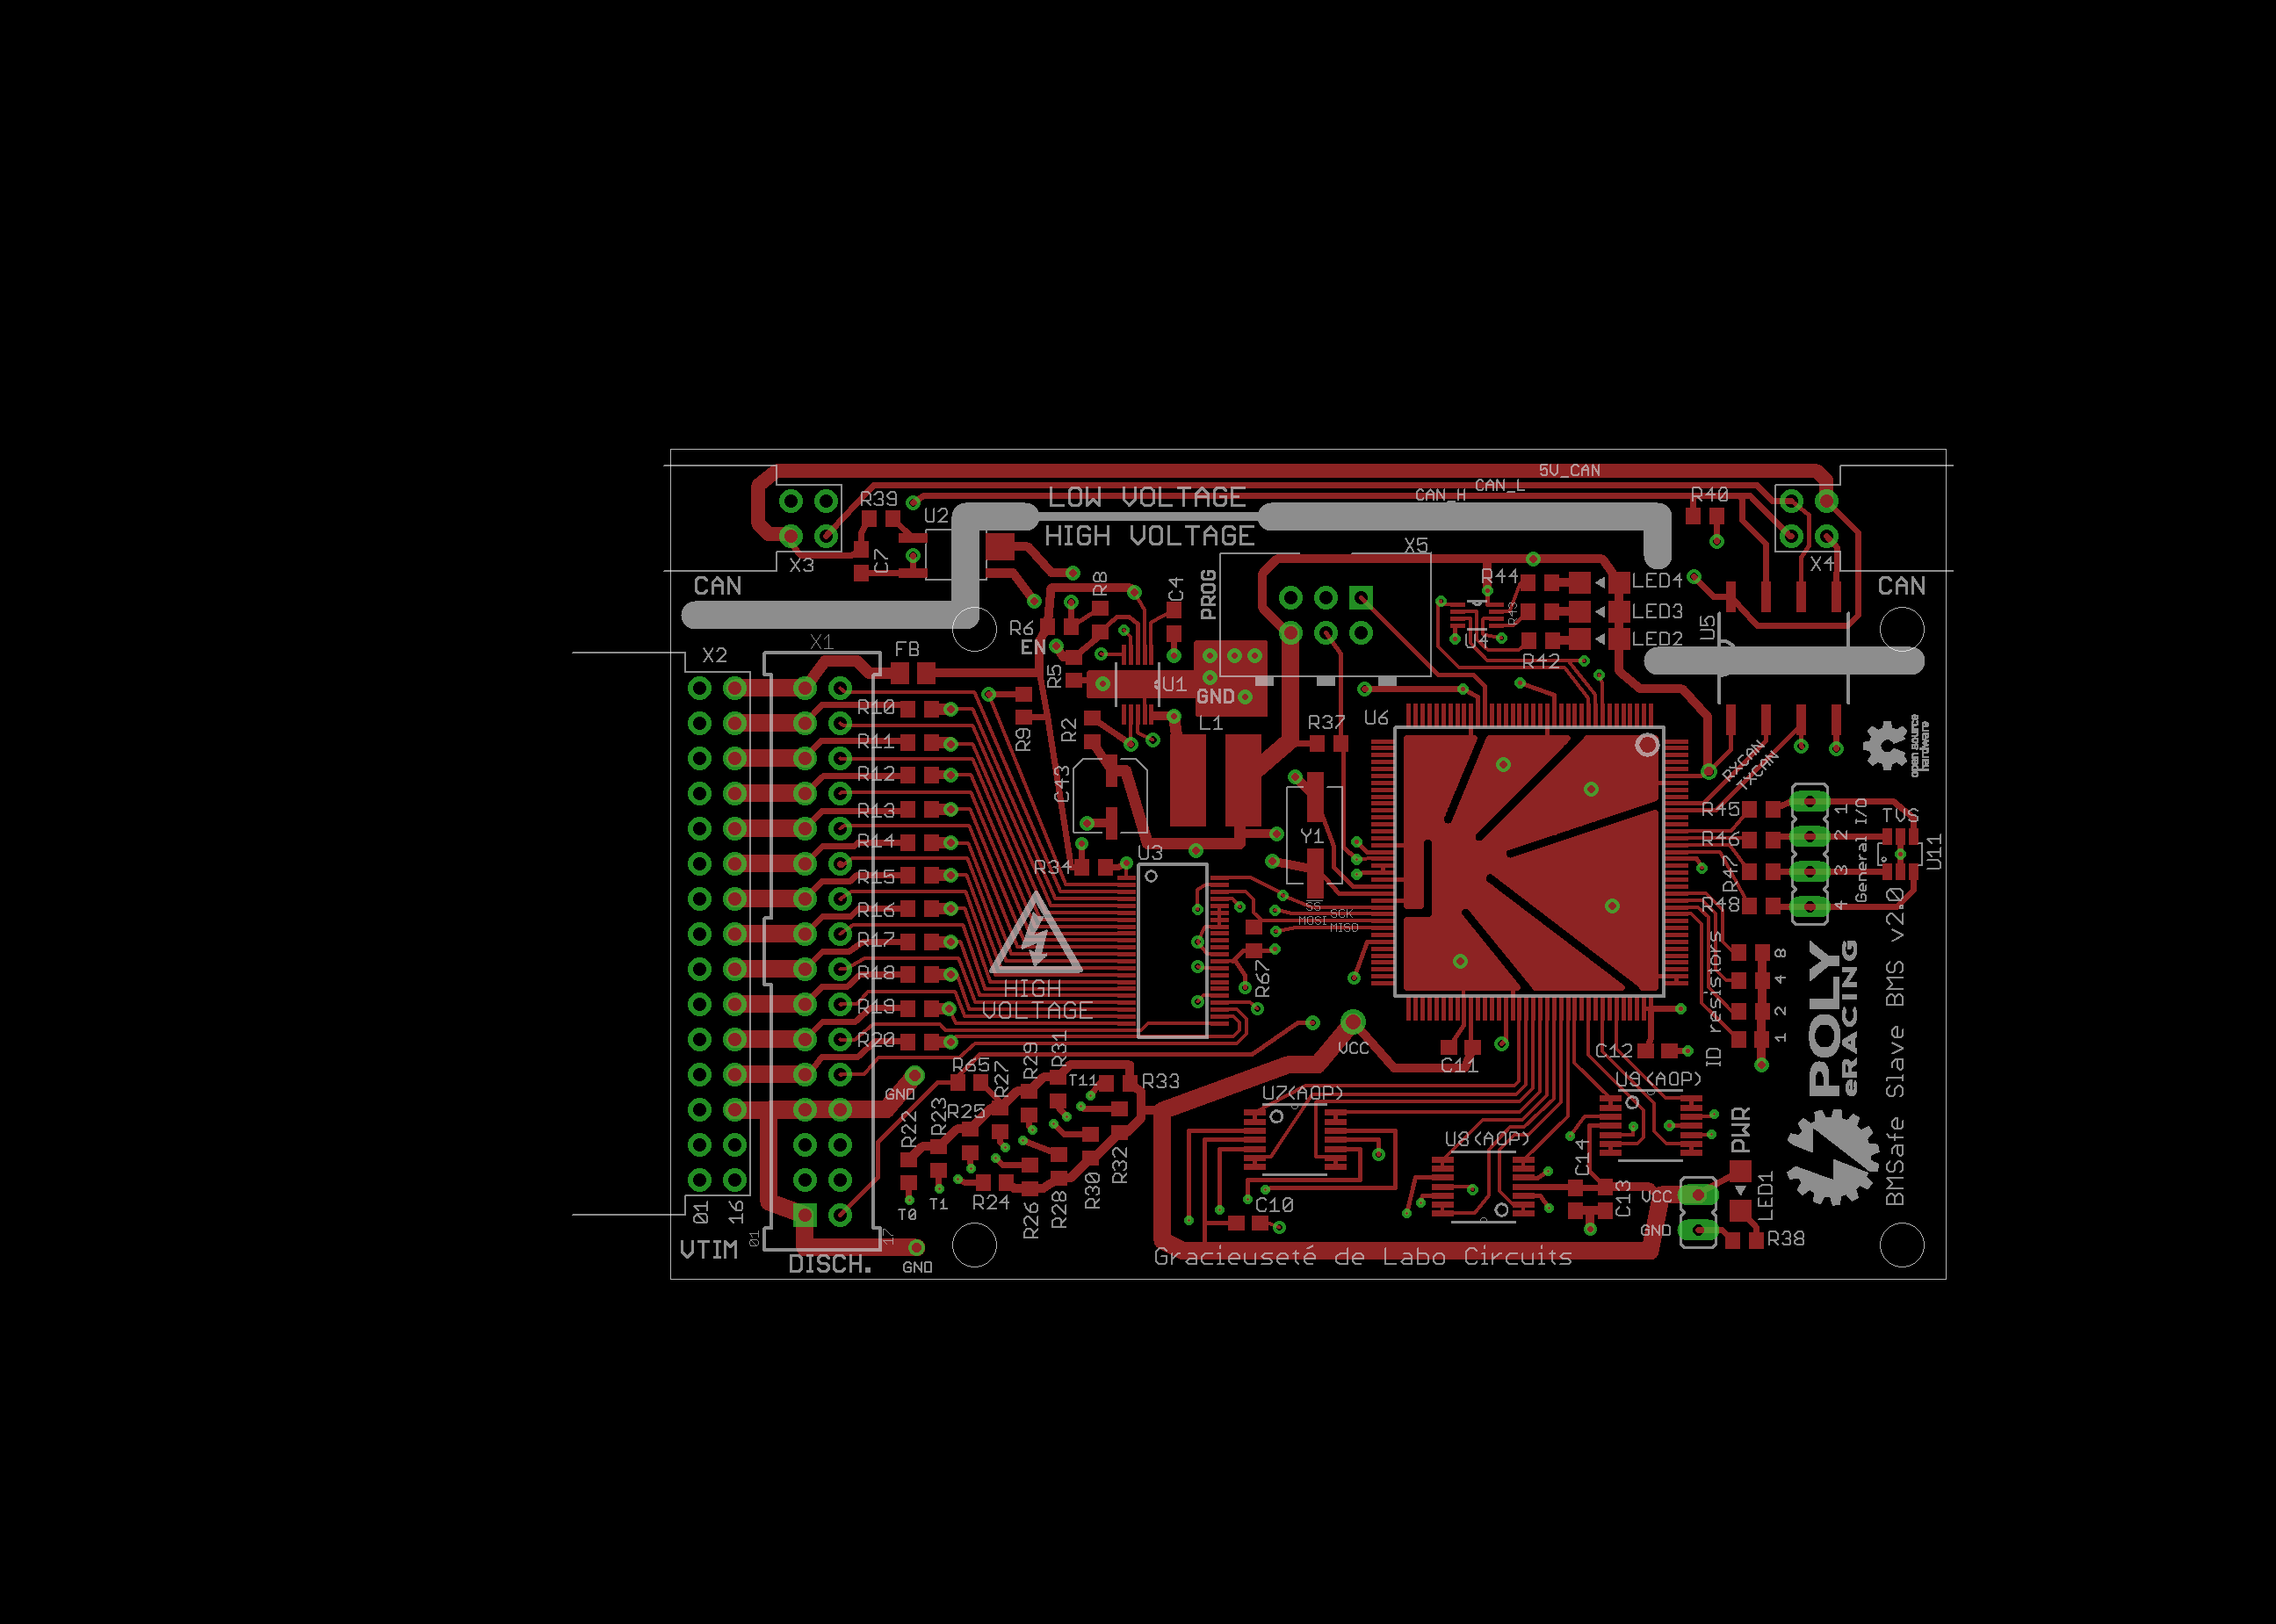 5V_CAN
CAN_L
CAN_H
LOW VOLTAGE
HIGH VOLTAGE
R39
U2
R40
C7
X3
X4
X5
CAN
CAN
PROG
R8
C4
R6
EN
R44
R43
U4
LED4
LED3
LED2
R42
U5
X2
X1
FB
R5
U1
GND
L1
R9
R2
R37
U6
R10
R11
R12
R13
R14
R15
R16
R17
R18
R19
R20
C43
Y1
U3
R34
RXCAN
TXCAN
open source
hardware
R45
R46
R47
R48
1
2
3
4
General I/O
TVS
U11
SS
MOSI
SCK
MISO
R67
HIGH
VOLTAGE
VCC
C11
C12
ID resistors
8
4
2
1
POLY
eRACING
BMSafe Slave BMS v2.0
R65
R27
R29
R31
T11
R33
GND
R22
R23
R25
U7(AOP)
U8(AOP)
U9(AOP)
C14
C13
PWR
LED1
VCC
GND
R38
T0
T1
R24
R26
R28
R30
R32
C10
01
16
VTIM
01
17
DISCH.
GND
Gracieuseté de Labo Circuits